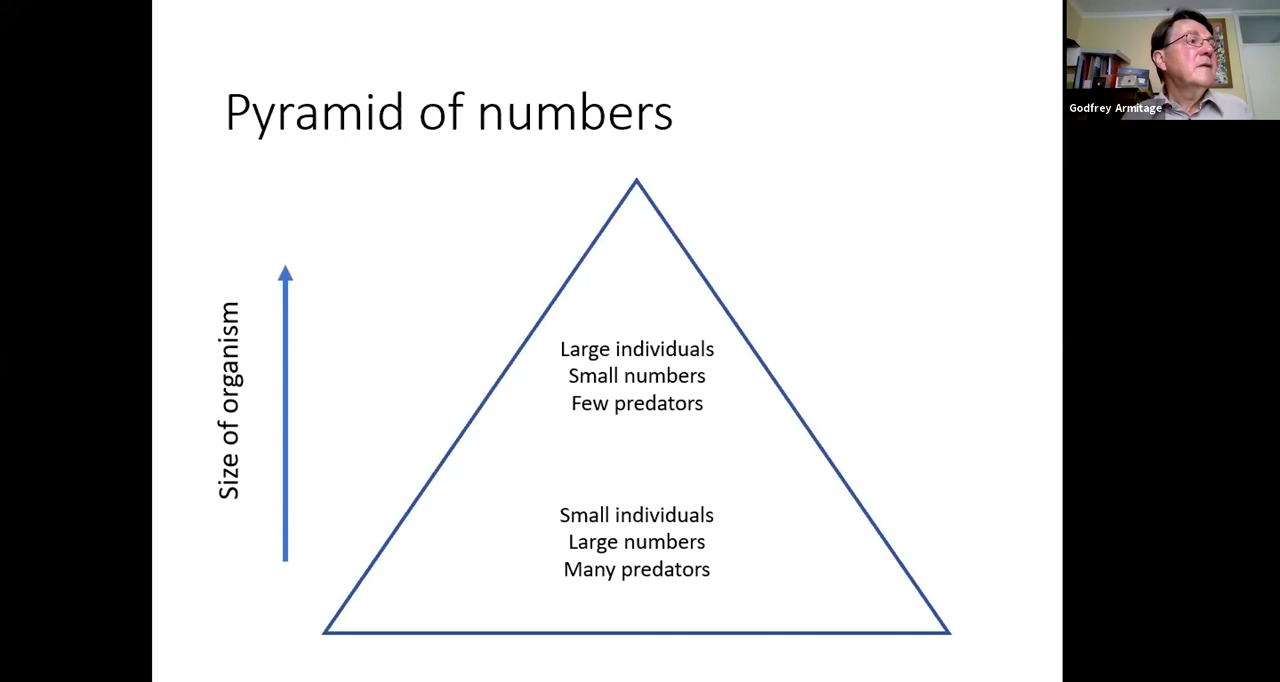 Pyramid of numbers
Size of organism
Large individuals
Small numbers
Few predators
Small individuals
Large numbers
Many predators
Godfrey Armitage